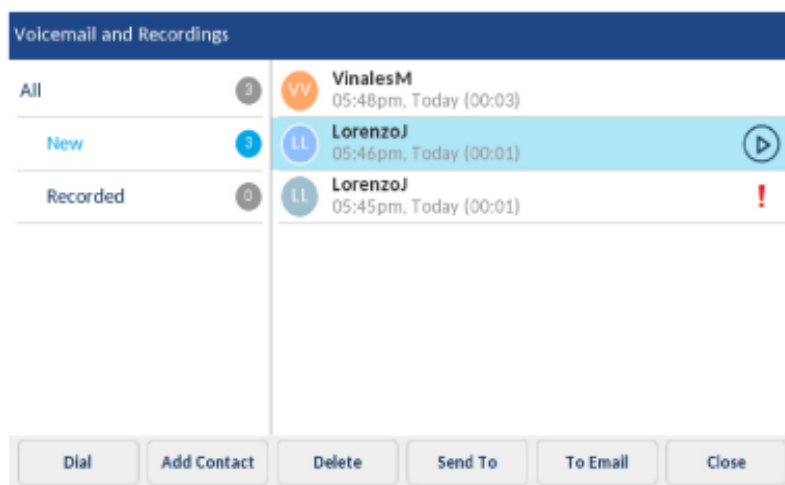 Voicemail and Recordings
All 3
New 3
Recorded 0
VV VinalesM
05:48pm, Today (00:03)
LL LorenzoJ
05:46pm, Today (00:01)
LL LorenzoJ
05:45pm, Today (00:01) !
Dial Add Contact Delete Send To To Email Close